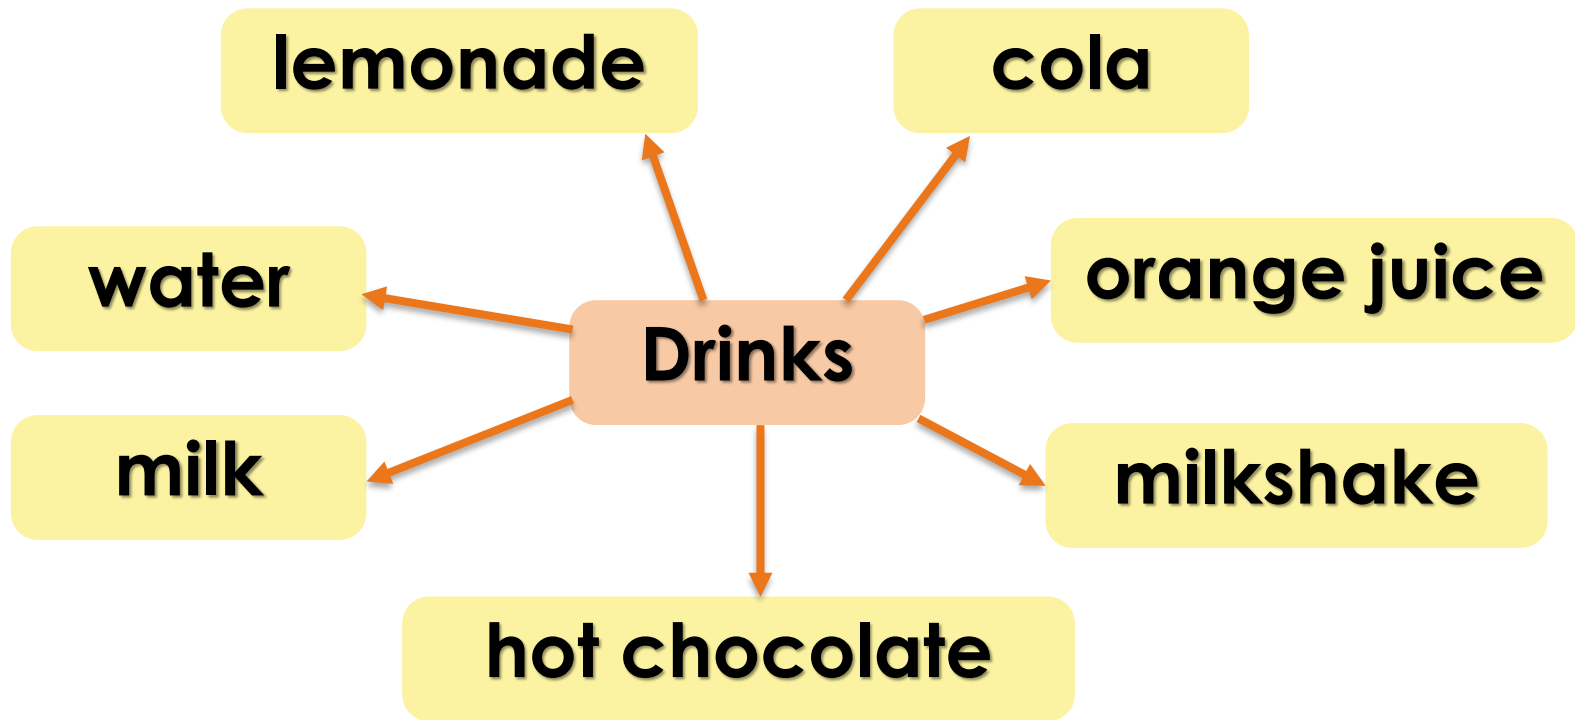 lemonade
cola
water
orange juice
Drinks
milk
milkshake
hot chocolate